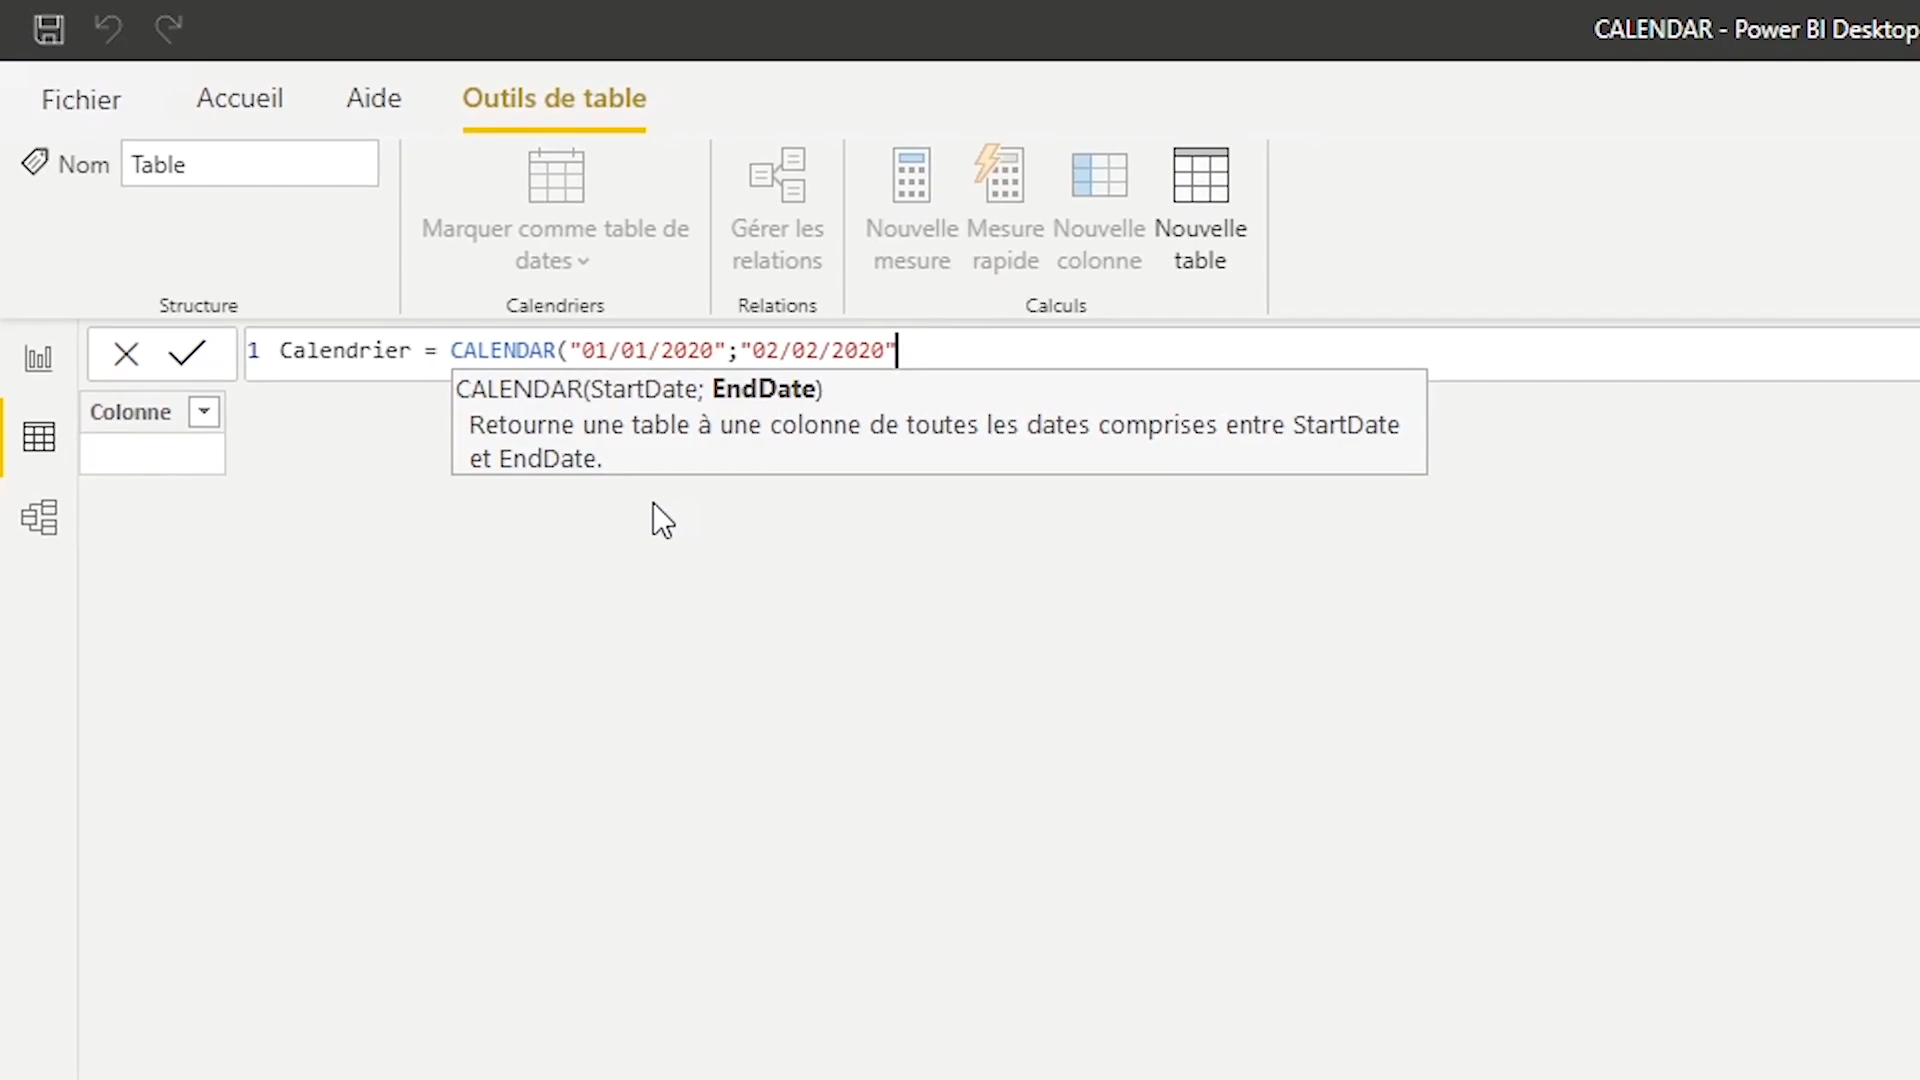 CALENDAR - Power BI Desktop
Fichier Accueil Aide Outils de table
Nom Table
Marquer comme table de
dates
Gérer les
relations
Nouvelle
mesure
Mesure
rapide
Nouvelle
colonne
Nouvelle
table
Structure Calendriers Relations Calculs
1 Calendrier = CALENDAR("01/01/2020";"02/02/2020"
CALENDAR(StartDate; EndDate)
Retourne une table à une colonne de toutes les dates comprises entre StartDate
et EndDate.
Colonne